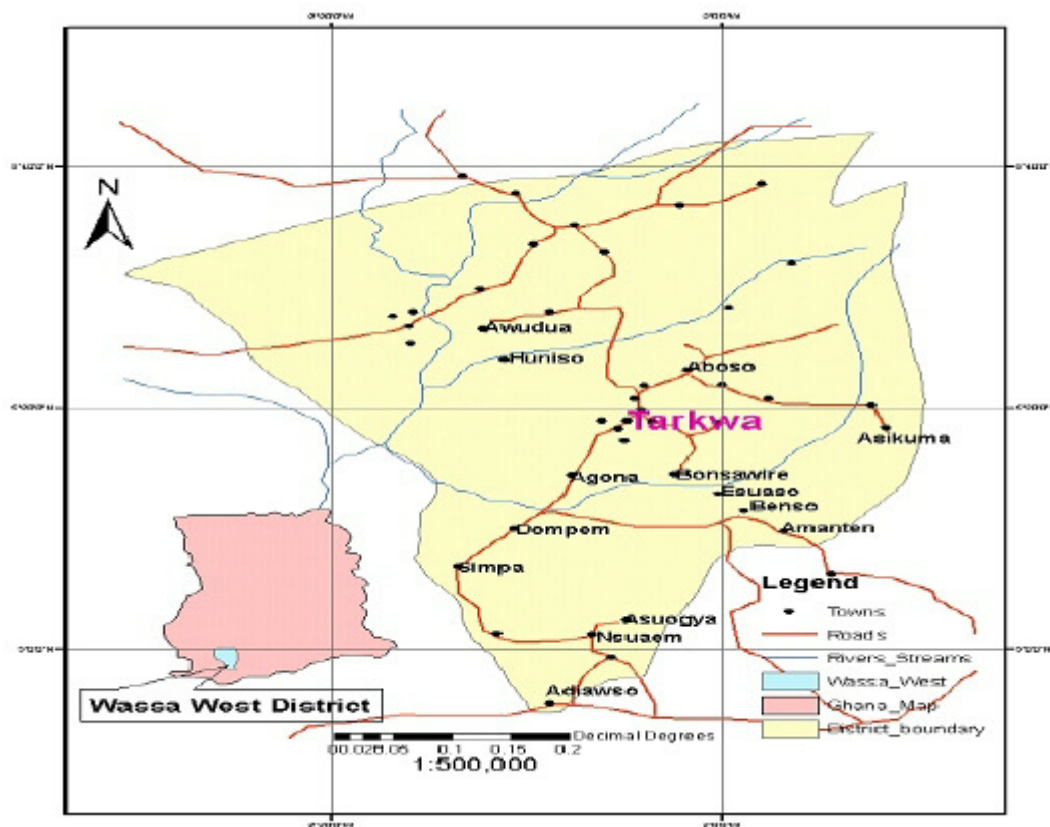 N
Awudua
Huniso
Aboso
Tarkwa
Asikuma
Agona
Bonsawire
Esuaso
Benso
Dompem
Amanten
simpa
Legend
Towns
Roads
Rivers_Streams
Wassa_West
Ghana_Map
District_boundary
Asuogya
Nsuaem
Adiawso
Wassa West District
Decimal Degrees
0.1 0.15 0.2
1:500,000